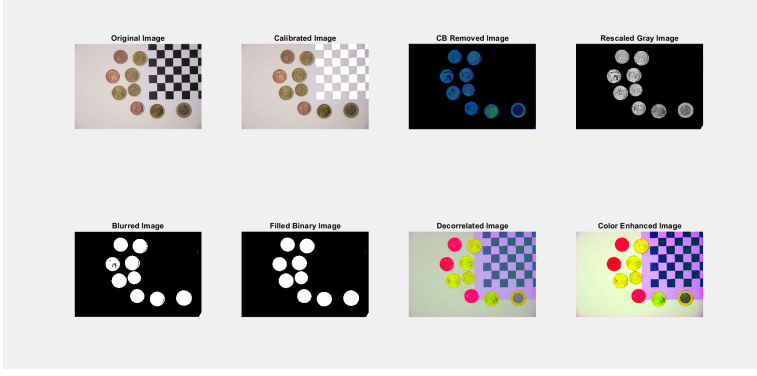 Original Image
Calibrated Image
CB Removed Image
Rescaled Gray Image
Blurred Image
Filled Binary Image
Decorrelated Image
Color Enhanced Image